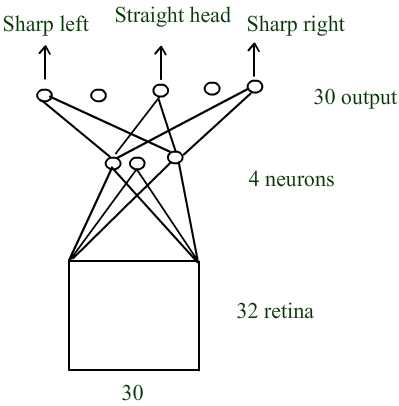 Sharp left
Straight head
Sharp right
30 output
4 neurons
32 retina
30